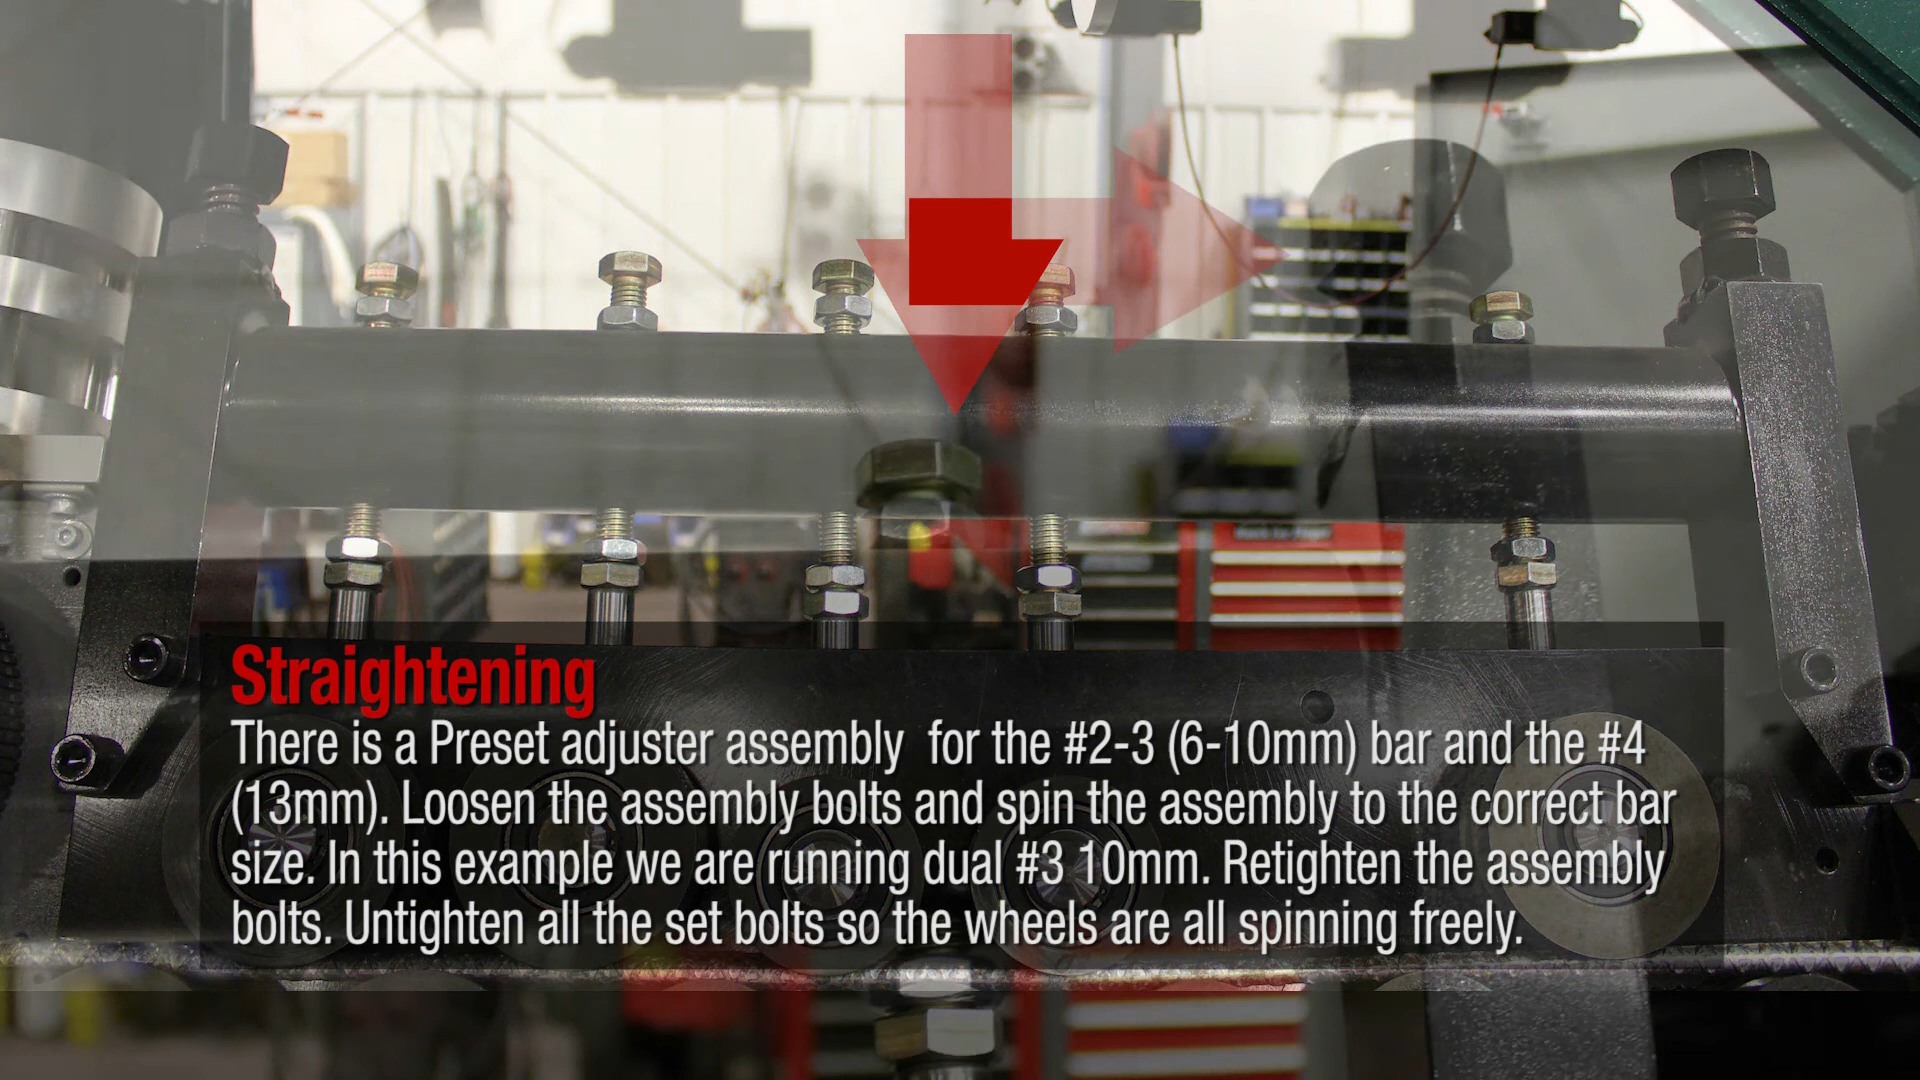 Straightening
There is a Preset adjuster assembly  for the #2-3 (6-10mm) bar and the #4
(13mm). Loosen the assembly bolts and spin the assembly to the correct bar
size. In this example we are running dual #3 10mm. Retighten the assembly
bolts. Untighten all the set bolts so the wheels are all spinning freely.